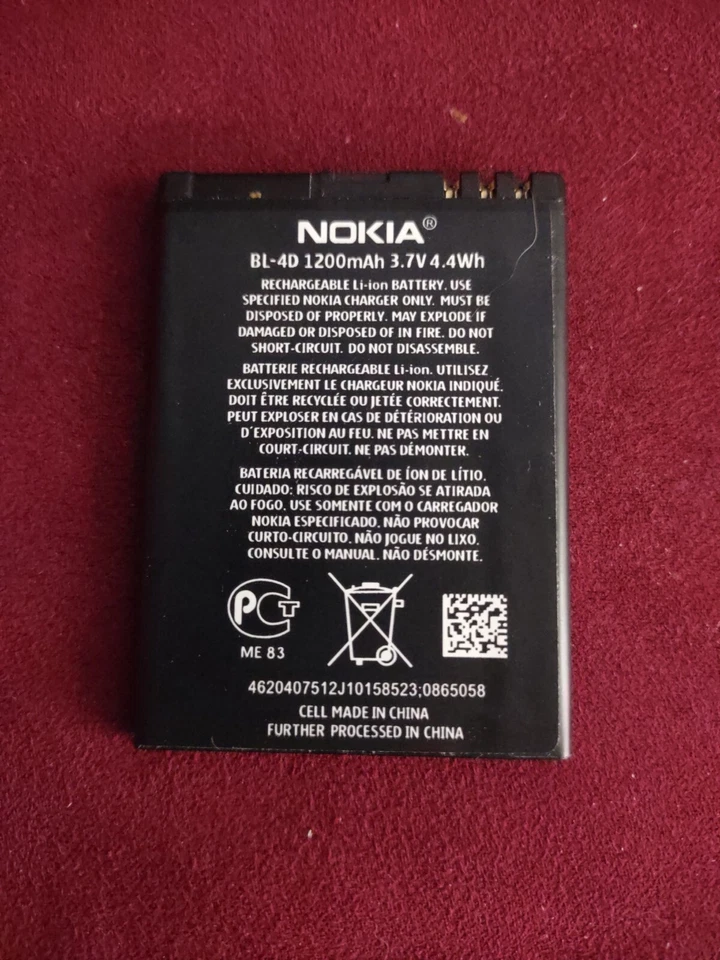 NOKIA®
BL-4D 1200mAh 3.7V 4.4Wh
RECHARGEABLE Li-ion BATTERY. USE
SPECIFIED NOKIA CHARGER ONLY. MUST BE
DISPOSED OF PROPERLY. MAY EXPLODE IF
DAMAGED OR DISPOSED OF IN FIRE. DO NOT
SHORT-CIRCUIT. DO NOT DISASSEMBLE.
BATTERIE RECHARGEABLE Li-ion. UTILISEZ
EXCLUSIVEMENT LE CHARGEUR NOKIA INDIQUÉ.
DOIT ÊTRE RECYCLÉE OU JETÉE CORRECTEMENT.
PEUT EXPLOSER EN CAS DE DÉTÉRIORATION OU
D'EXPOSITION AU FEU. NE PAS METTRE EN
COURT-CIRCUIT. NE PAS DÉMONTER.
BATERIA RECARREGÁVEL DE ÍON DE LÍTIO.
CUIDADO: RISCO DE EXPLOSÃO SE ATIRADA
AO FOGO. USE SOMENTE COM O CARREGADOR
NOKIA ESPECIFICADO. NÃO PROVOCAR
CURTO-CIRCUITO. NÃO JOGUE NO LIXO.
CONSULTE O MANUAL. NÃO DÉSMONTE.
PCT
ME 83
4620407512J10158523;0865058
CELL MADE IN CHINA
FURTHER PROCESSED IN CHINA